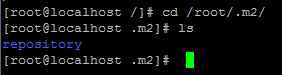 [root@localhost /]# cd /root/.m2/
[root@localhost .m2]# ls
repository
[root@localhost .m2]#